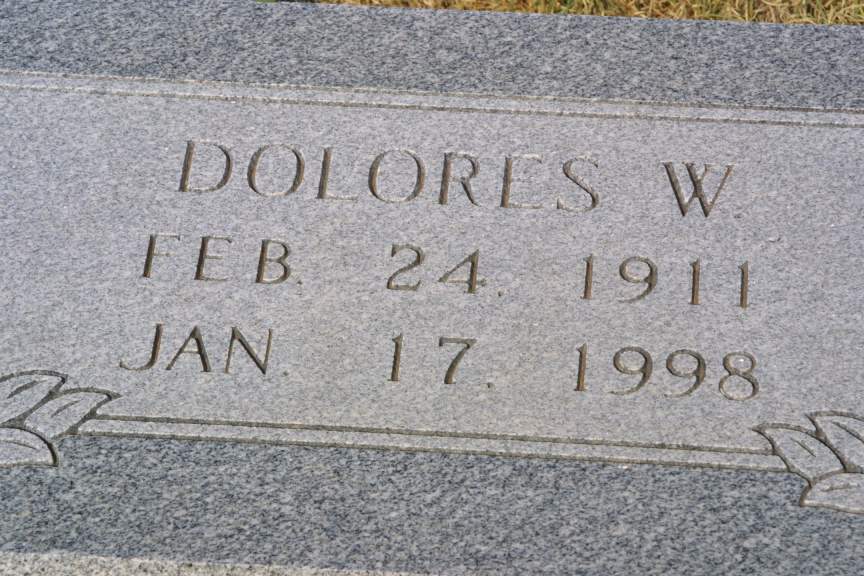 DOLORES W
FEB. 24. 1911
JAN 17. 1998